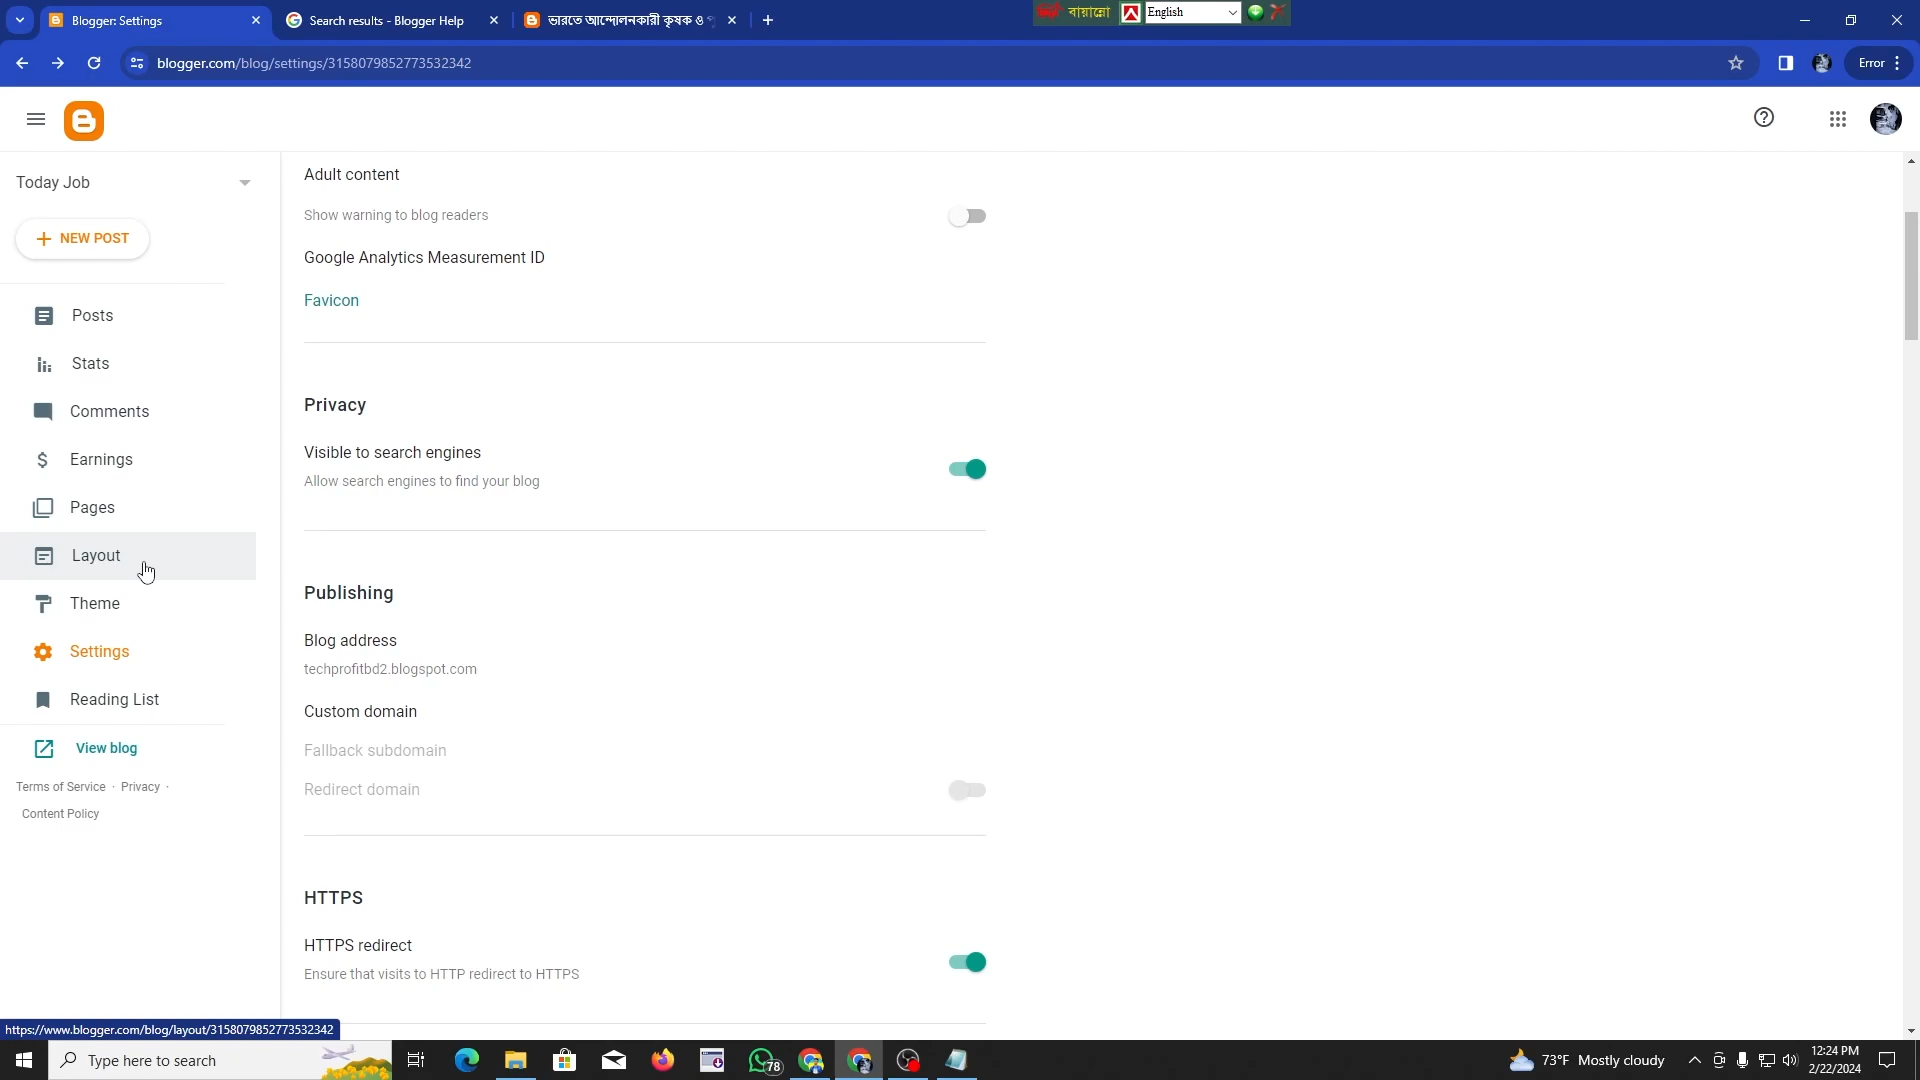 Blogger: Settings
Search results - Blogger Help
ভারতে আন্দোলনকারী কৃষক ও
বায়ান্নো
English
blogger.com/blog/settings/3158079852773532342
Error
Today Job
NEW POST
Posts
Stats
Comments
Earnings
Pages
Layout
Theme
Settings
Reading List
View blog
Terms of Service · Privacy ·
Content Policy
Adult content
Show warning to blog readers
Google Analytics Measurement ID
Favicon
Privacy
Visible to search engines
Allow search engines to find your blog
Publishing
Blog address
techprofitbd2.blogspot.com
Custom domain
Fallback subdomain
Redirect domain
HTTPS
HTTPS redirect
Ensure that visits to HTTP redirect to HTTPS
https://www.blogger.com/blog/layout/3158079852773532342
Type here to search
78
73°F Mostly cloudy
12:24 PM
2/22/2024